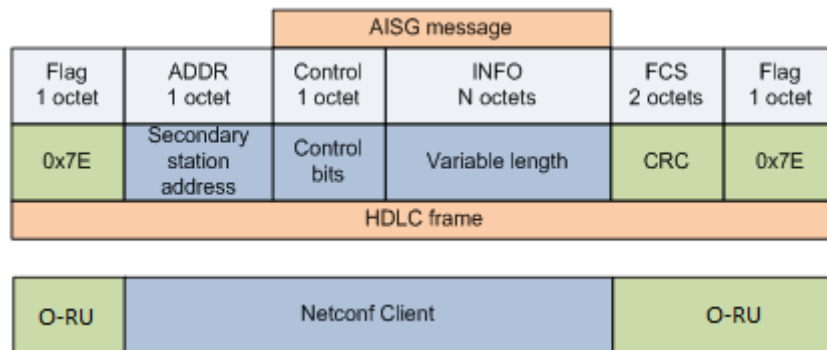 AISG message
Flag
1 octet
ADDR
1 octet
Control
1 octet
INFO
N octets
FCS
2 octets
Flag
1 octet
0x7E
Secondary
station
address
Control
bits
Variable length
CRC
0x7E
HDLC frame
O-RU
Netconf Client
O-RU